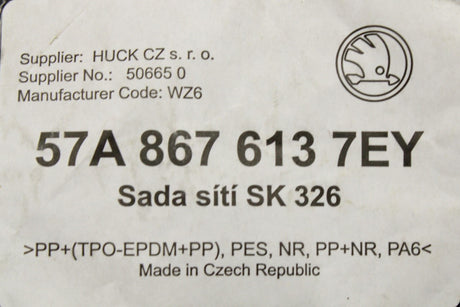 Supplier: HUCK CZ s. r. o.
Supplier No.: 50665 0
Manufacturer Code: WZ6
57A 867 613 7EY
Sada sítí SK 326
>PP+(TPO-EPDM+PP), PES, NR, PP+NR, PA6<
Made in Czech Republic